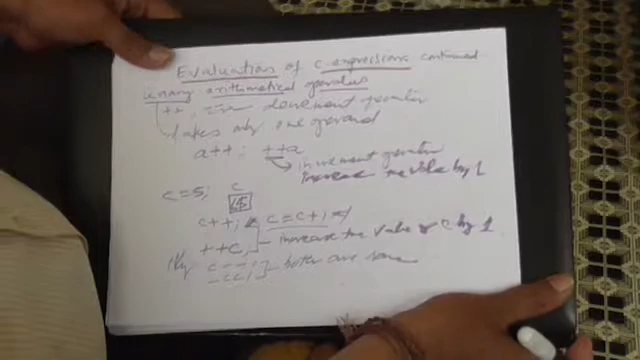 Evaluation of c expressions continued
unary arithmetical operators
++, -- decrement operator
takes only one operand
a++; ++a
increment operator
increase the value by 1
c=5; c
c++; c=c+1;
++c; increase the value of c by 1
lly c--;
--c; both are same